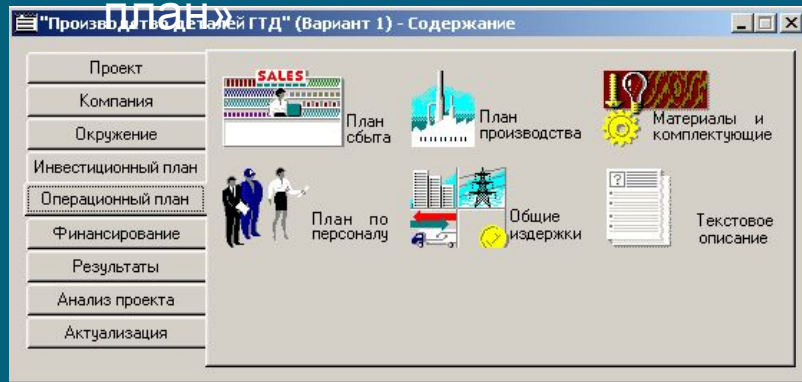 план»
"Производство деталей ГТД" (Вариант 1) - Содержание
Проект
Компания
Окружение
Инвестиционный план
Операционный план
Финансирование
Результаты
Анализ проекта
Актуализация
SALES
План
сбыта
План
производства
Материалы и
комплектующие
План по
персоналу
Общие
издержки
?
Текстовое
описание